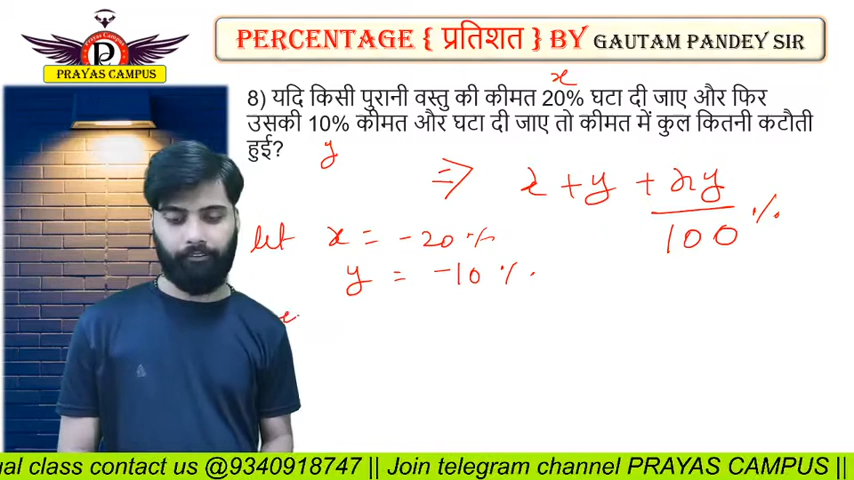 Prayas Campus
PRAYAS CAMPUS
PERCENTAGE { प्रतिशत } BY GAUTAM PANDEY SIR
x
8) यदि किसी पुरानी वस्तु की कीमत 20% घटा दी जाए और फिर
उसकी 10% कीमत और घटा दी जाए तो कीमत में कुल कितनी कटौती
हुई?
y
=> x + y + xy/100 %
let x = -20%
y = -10%
ual class contact us @9340918747 || Join telegram channel PRAYAS CAMPUS ||